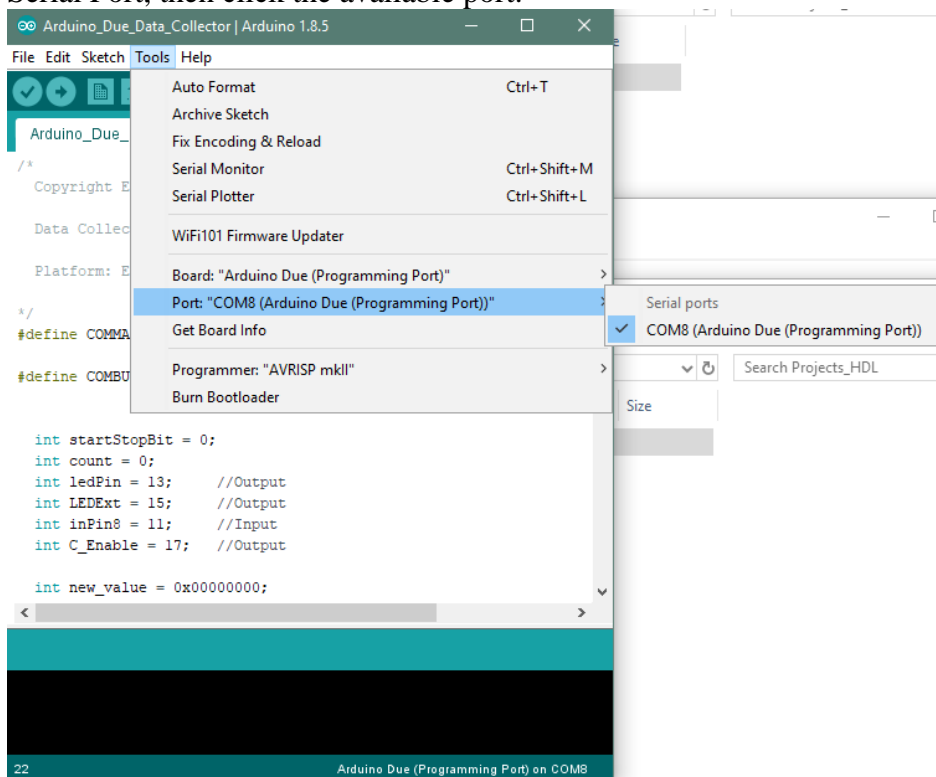 Serial Port, then click the available port.
Arduino_Due_Data_Collector | Arduino 1.8.5
File Edit Sketch Tools Help
Auto Format Ctrl+T
Archive Sketch
Fix Encoding & Reload
Serial Monitor Ctrl+Shift+M
Serial Plotter Ctrl+Shift+L
WiFi101 Firmware Updater
Board: "Arduino Due (Programming Port)"
Port: "COM8 (Arduino Due (Programming Port))"
Get Board Info
Programmer: "AVRISP mkII"
Burn Bootloader
Serial ports
COM8 (Arduino Due (Programming Port))
Search Projects_HDL
Size
Arduino_Due_
/*
Copyright E
Data Collec
Platform: E
*/
#define COMMA
#define COMBU
int startStopBit = 0;
int count = 0;
int ledPin = 13; //Output
int LEDExt = 15; //Output
int inPin8 = 11; //Input
int C_Enable = 17; //Output
int new_value = 0x00000000;
22 Arduino Due (Programming Port) on COM8